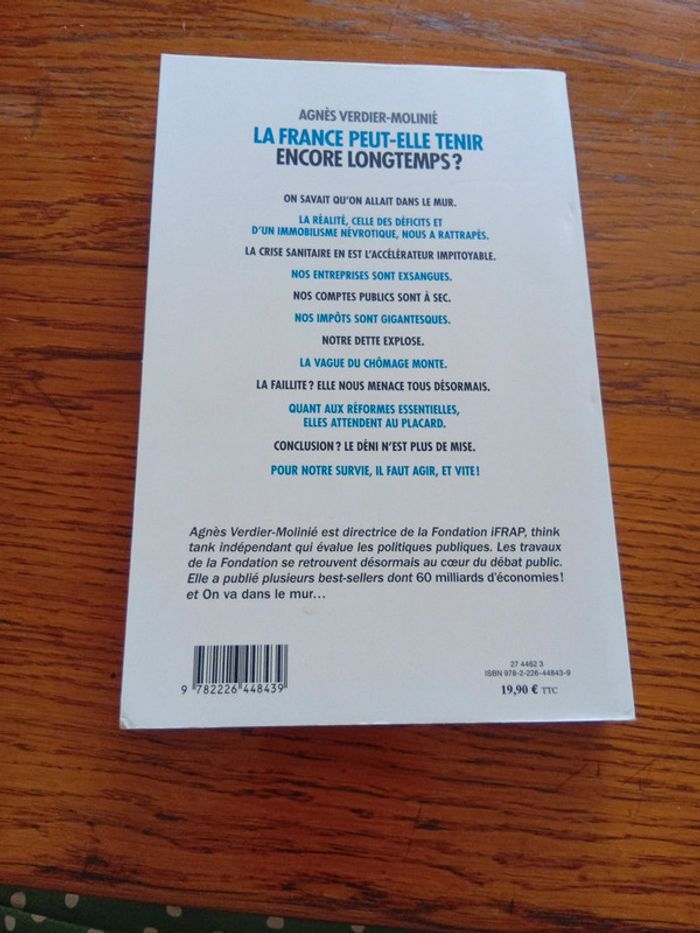 AGNÈS VERDIER-MOLINIÉ
LA FRANCE PEUT-ELLE TENIR
ENCORE LONGTEMPS ?
ON SAVAIT QU'ON ALLAIT DANS LE MUR.
LA RÉALITÉ, CELLE DES DÉFICITS ET
D'UN IMMOBILISME NÉVROTIQUE, NOUS A RATTRAPÉS.
LA CRISE SANITAIRE EN EST L'ACCÉLÉRATEUR IMPITOYABLE.
NOS ENTREPRISES SONT EXSANGUES.
NOS COMPTES PUBLICS SONT À SEC.
NOS IMPÔTS SONT GIGANTESQUES.
NOTRE DETTE EXPLOSE.
LA VAGUE DU CHÔMAGE MONTE.
LA FAILLITE ? ELLE NOUS MENACE TOUS DÉSORMAIS.
QUANT AUX RÉFORMES ESSENTIELLES,
ELLES ATTENDENT AU PLACARD.
CONCLUSION ? LE DÉNI N'EST PLUS DE MISE.
POUR NOTRE SURVIE, IL FAUT AGIR, ET VITE !
Agnès Verdier-Molinié est directrice de la Fondation iFRAP, think
tank indépendant qui évalue les politiques publiques. Les travaux
de la Fondation se retrouvent désormais au cœur du débat public.
Elle a publié plusieurs best-sellers dont 60 milliards d'économies !
et On va dans le mur...
27 4462 3
ISBN 978-2-226-44843-9
9 782226 448439
19,90 € TTC